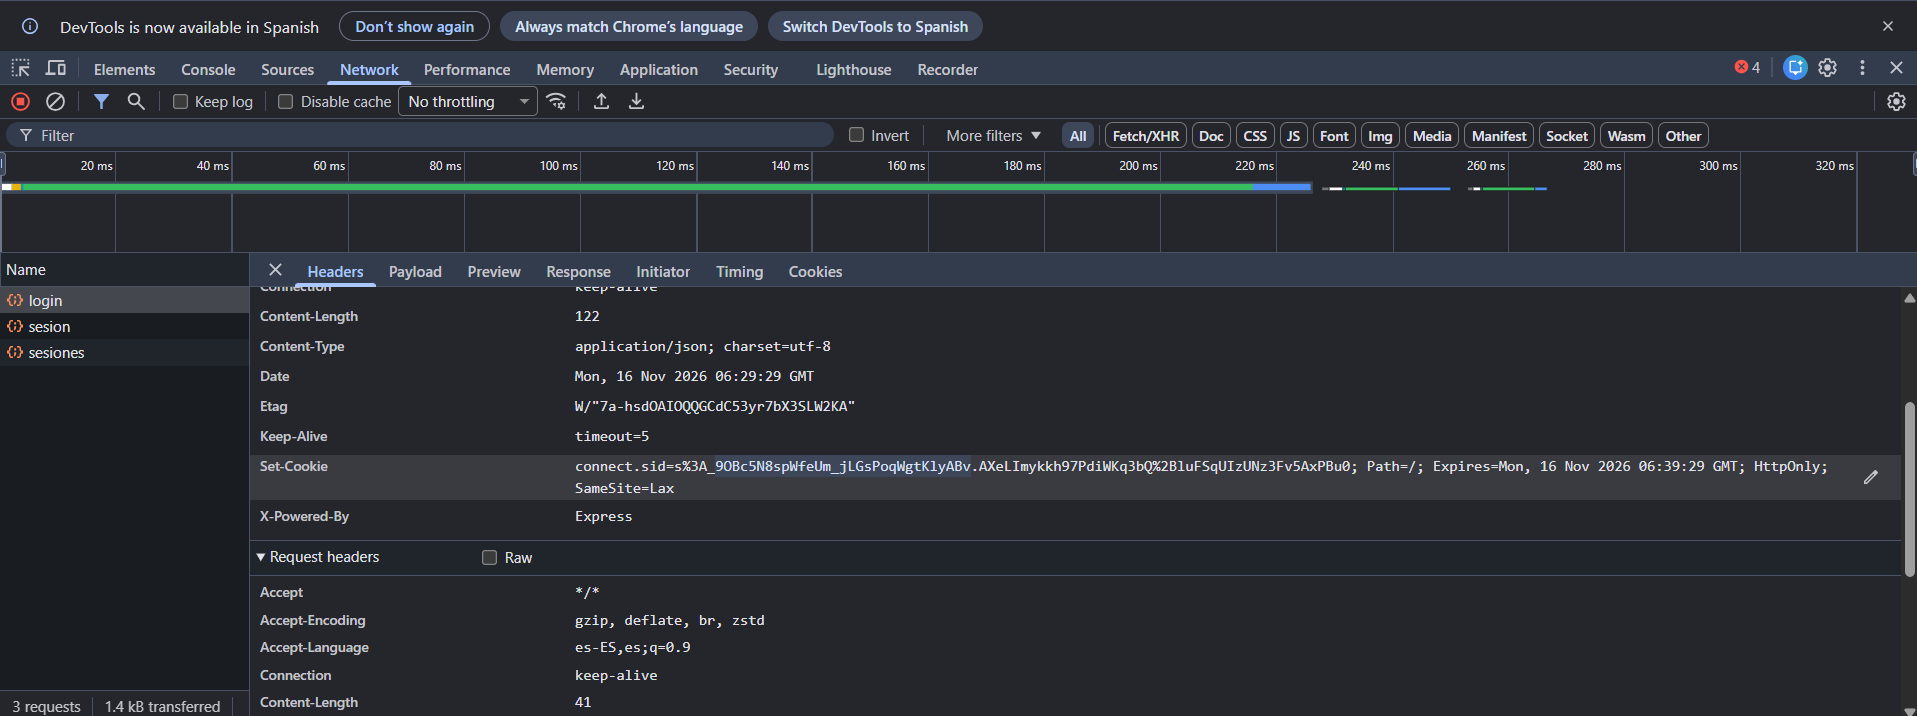 DevTools is now available in Spanish Don't show again Always match Chrome's language Switch DevTools to Spanish
Elements Console Sources Network Performance Memory Application Security Lighthouse Recorder 4
Keep log Disable cache No throttling
Filter Invert More filters All Fetch/XHR Doc CSS JS Font Img Media Manifest Socket Wasm Other
20 ms 40 ms 60 ms 80 ms 100 ms 120 ms 140 ms 160 ms 180 ms 200 ms 220 ms 240 ms 260 ms 280 ms 300 ms 320 ms
Name
login
sesion
sesiones
3 requests 1.4 kB transferred
Headers Payload Preview Response Initiator Timing Cookies
Connection keep-alive
Content-Length 122
Content-Type application/json; charset=utf-8
Date Mon, 16 Nov 2026 06:29:29 GMT
Etag W/"7a-hsdOAIOQQGCdC53yr7bX3SLW2KA"
Keep-Alive timeout=5
Set-Cookie connect.sid=s%3A_9OBc5N8spWfeUm_jLGsPoqWgtKlyABv.AXeLImykkh97PdiWKq3bQ%2BluFSqUIzUNz3Fv5AxPBu0; Path=/; Expires=Mon, 16 Nov 2026 06:39:29 GMT; HttpOnly;
SameSite=Lax
X-Powered-By Express
Request headers Raw
Accept */*
Accept-Encoding gzip, deflate, br, zstd
Accept-Language es-ES,es;q=0.9
Connection keep-alive
Content-Length 41